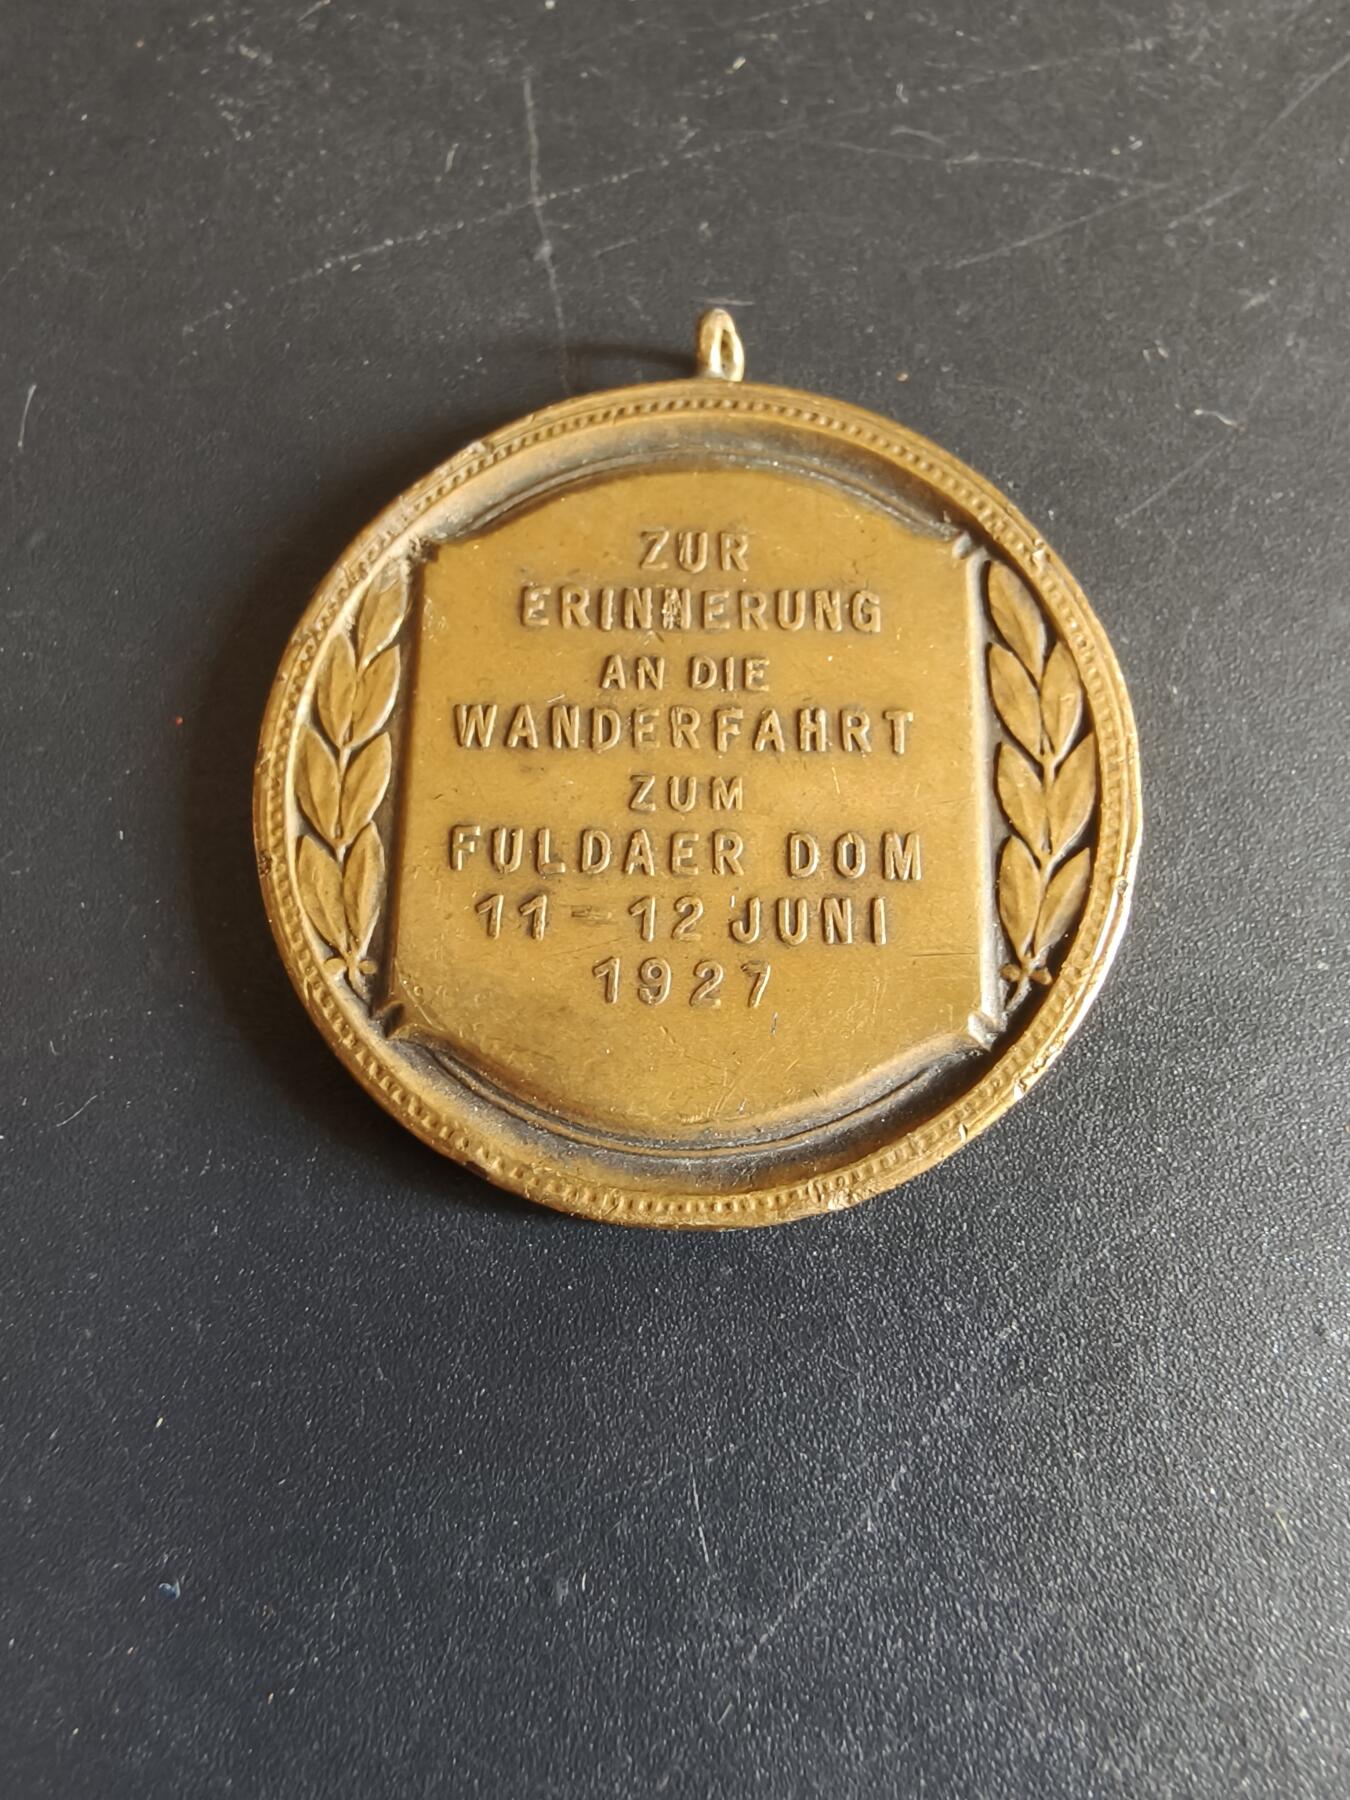 ZUR
ERINNERUNG
AN DIE
WANDERFAHRT
ZUM
FULDAER DOM
11-12 JUNI
1927